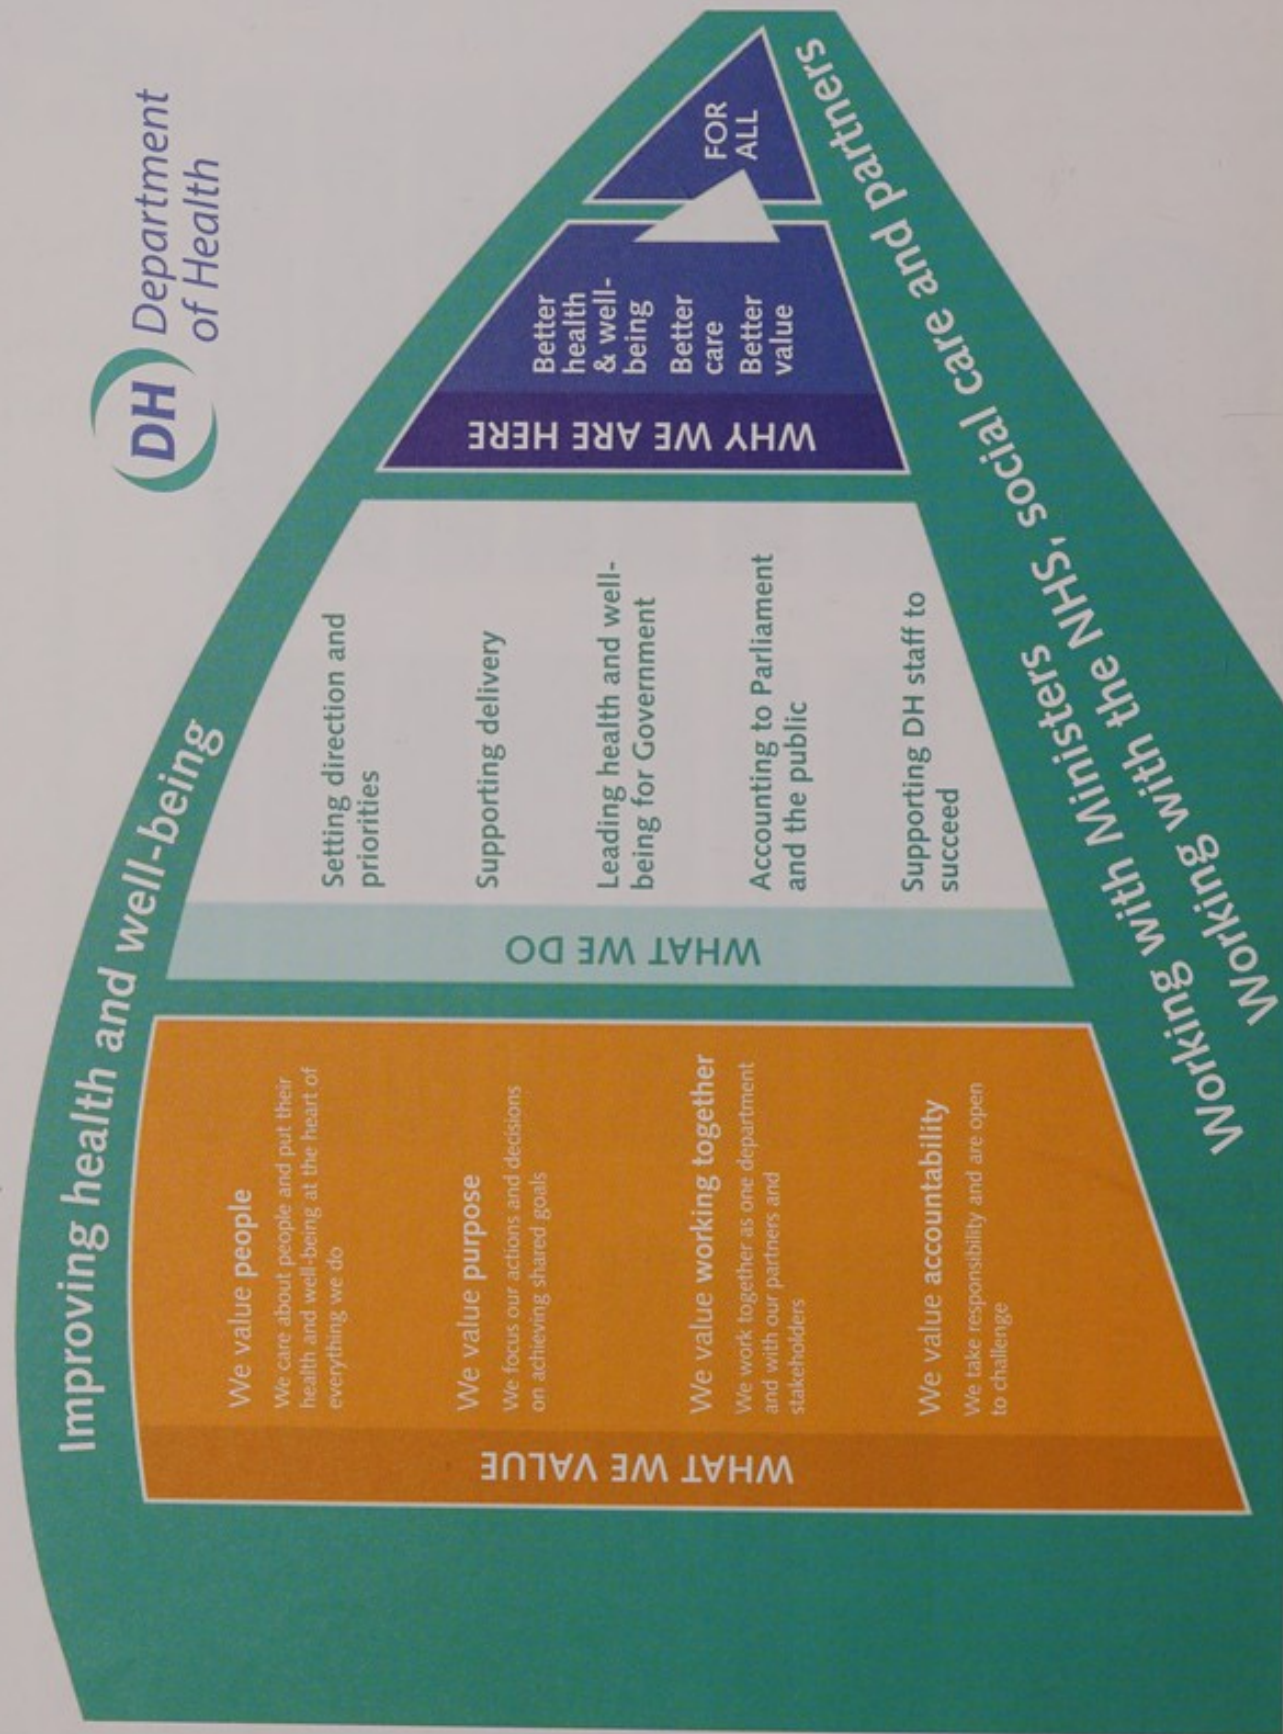 DH Department
of Health
Improving health and well-being
WHAT WE VALUE
We value people
We care about people and put their
health and well-being at the heart of
everything we do
We value purpose
We focus our actions and decisions
on achieving shared goals
We value working together
We work together as one department
and with our partners and
stakeholders
We value accountability
We take responsibility and are open
to challenge
WHAT WE DO
Setting direction and
priorities
Supporting delivery
Leading health and well-
being for Government
Accounting to Parliament
and the public
Supporting DH staff to
succeed
WHY WE ARE HERE
Better
health
& well-
being
Better
care
Better
value
FOR
ALL
Working with Ministers
Working with the NHS, social care and partners